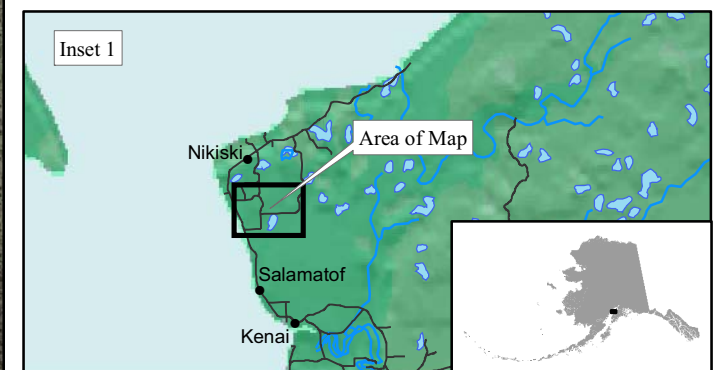 Inset 1
Area of Map
Nikiski
Salamatof
Kenai